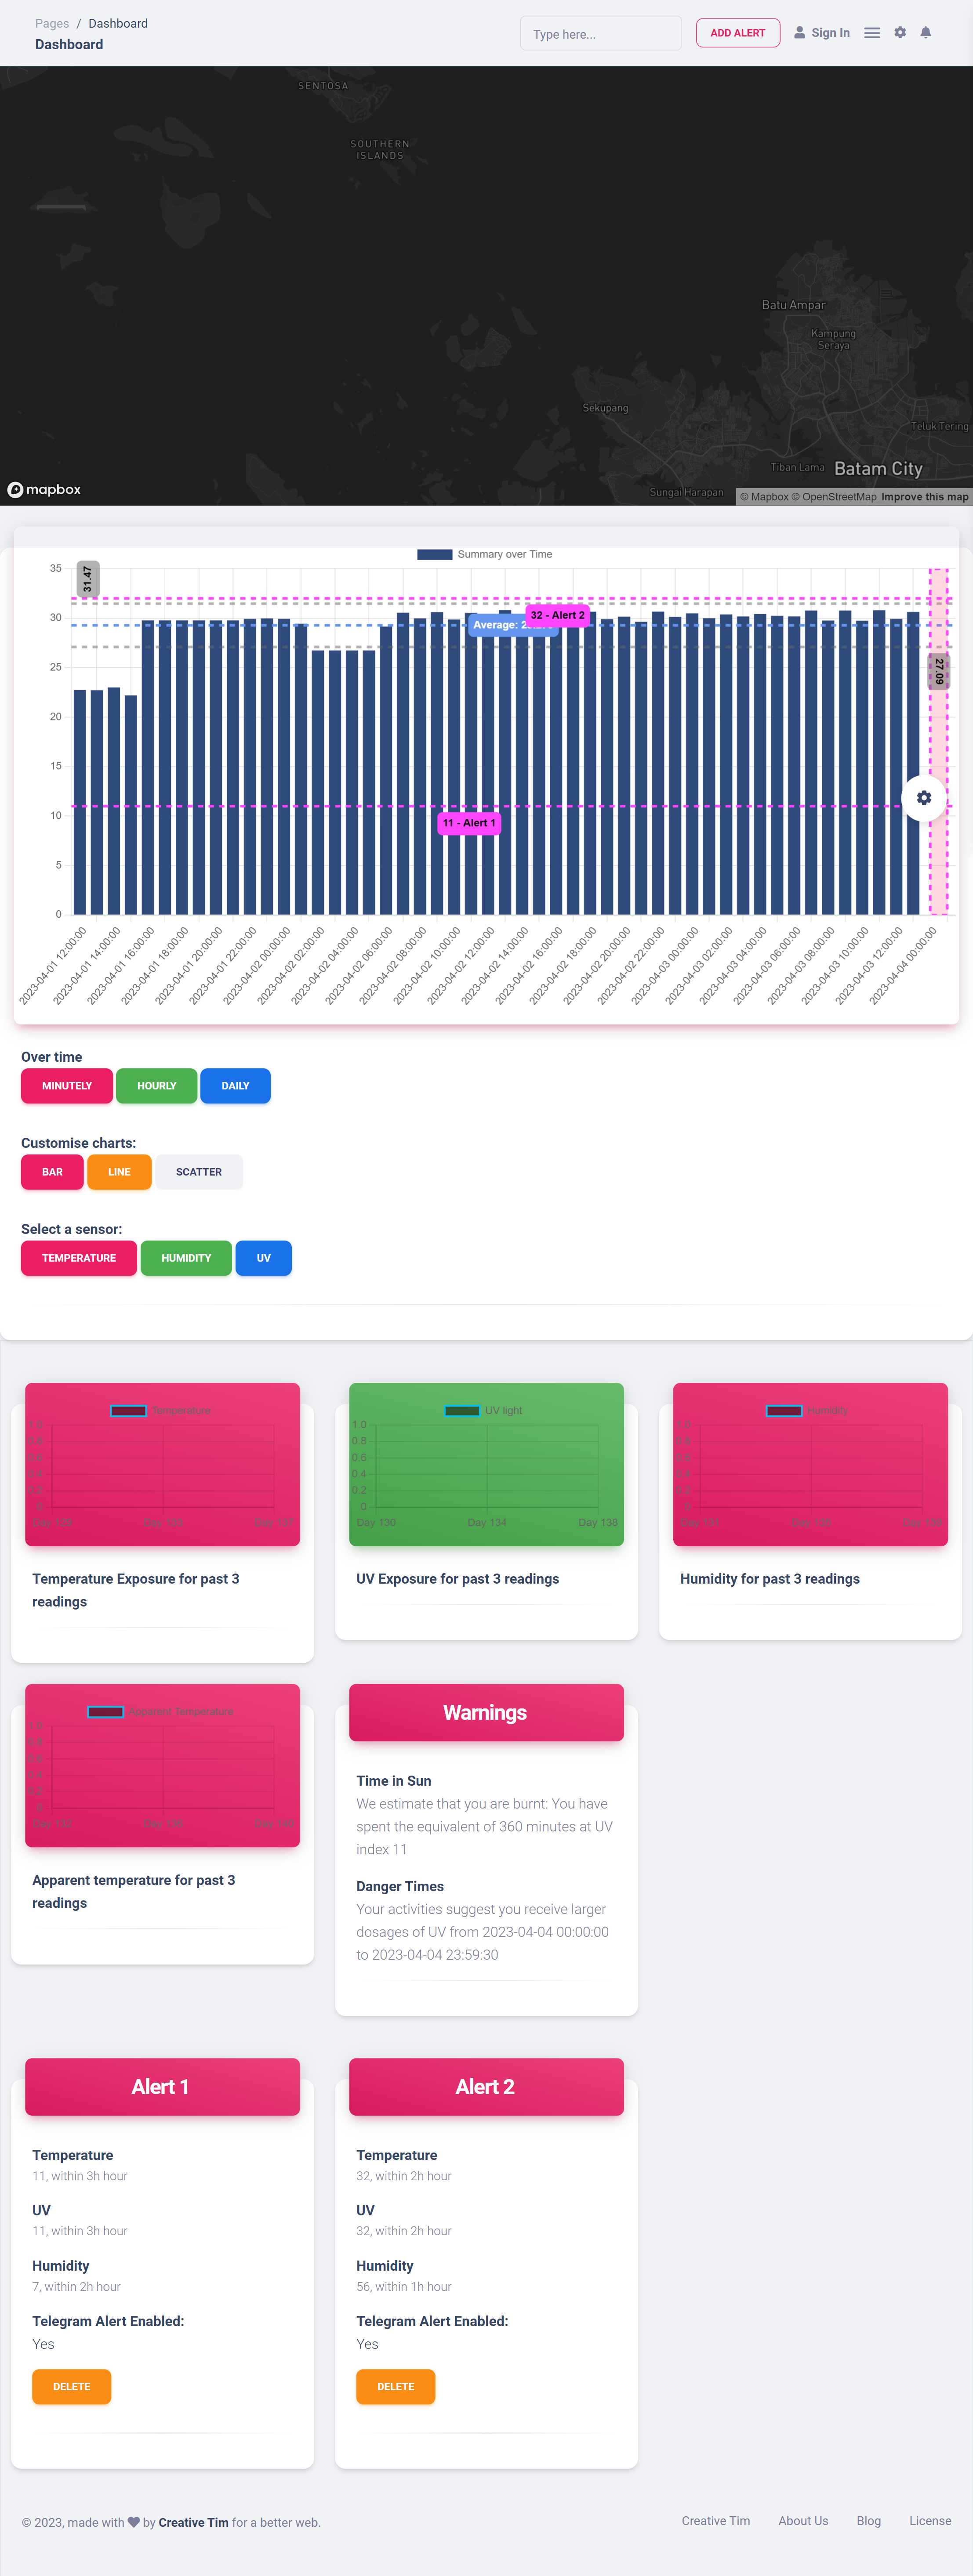 Pages / Dashboard
Dashboard
Type here...
ADD ALERT
Sign In
SENTOSA
SOUTHERN
ISLANDS
Batu Ampar
Kampung
Seraya
Sekupang
Teluk Tering
Tiban Lama
Batam City
Sungai Harapan
mapbox
© Mapbox © OpenStreetMap Improve this map
Summary over Time
35
30
25
20
15
10
5
0
31.47
32 - Alert 2
Average:
27.09
11 - Alert 1
2023-04-01 12:00:00
2023-04-01 14:00:00
2023-04-01 16:00:00
2023-04-01 18:00:00
2023-04-01 20:00:00
2023-04-01 22:00:00
2023-04-02 00:00:00
2023-04-02 02:00:00
2023-04-02 04:00:00
2023-04-02 06:00:00
2023-04-02 08:00:00
2023-04-02 10:00:00
2023-04-02 12:00:00
2023-04-02 14:00:00
2023-04-02 16:00:00
2023-04-02 18:00:00
2023-04-02 20:00:00
2023-04-02 22:00:00
2023-04-03 00:00:00
2023-04-03 02:00:00
2023-04-03 04:00:00
2023-04-03 06:00:00
2023-04-03 08:00:00
2023-04-03 10:00:00
2023-04-03 12:00:00
2023-04-04 00:00:00
Over time
MINUTELY
HOURLY
DAILY
Customise charts:
BAR
LINE
SCATTER
Select a sensor:
TEMPERATURE
HUMIDITY
UV
Temperature
Temperature Exposure for past 3
readings
UV light
1.0
0.8
0.6
0.4
0.2
0
Day 130
Day 134
Day 138
UV Exposure for past 3 readings
Humidity
Humidity for past 3 readings
Apparent Temperature
Apparent temperature for past 3
readings
Warnings
Time in Sun
We estimate that you are burnt: You have
spent the equivalent of 360 minutes at UV
index 11
Danger Times
Your activities suggest you receive larger
dosages of UV from 2023-04-04 00:00:00
to 2023-04-04 23:59:30
Alert 1
Temperature
11, within 3h hour
UV
11, within 3h hour
Humidity
7, within 2h hour
Telegram Alert Enabled:
Yes
DELETE
Alert 2
Temperature
32, within 2h hour
UV
32, within 2h hour
Humidity
56, within 1h hour
Telegram Alert Enabled:
Yes
DELETE
© 2023, made with by Creative Tim for a better web.
Creative Tim
About Us
Blog
License